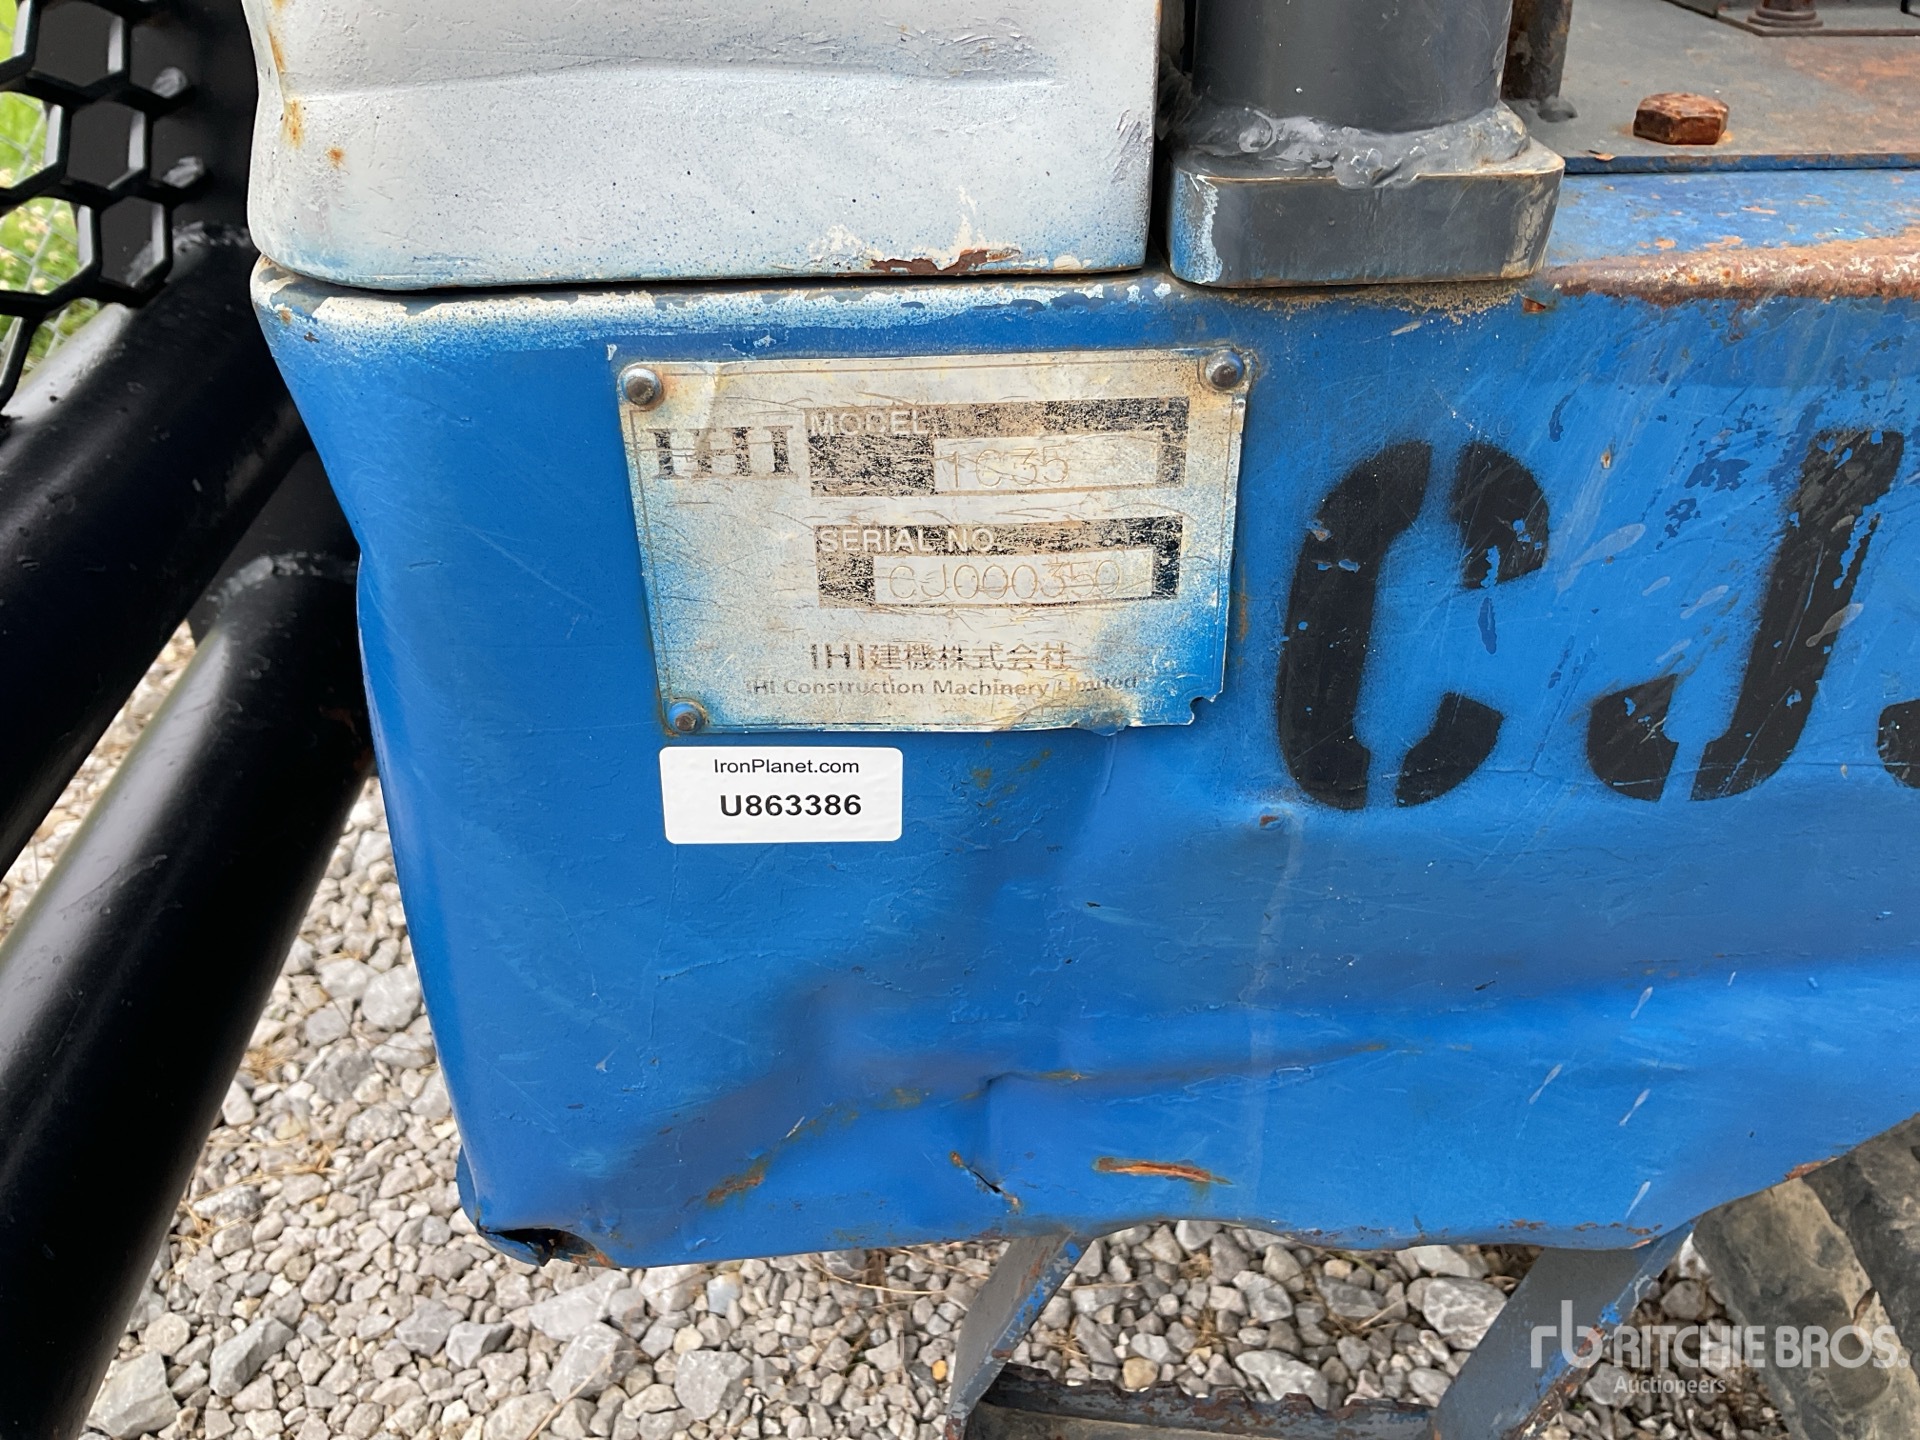 IHI
MODEL
IC35
SERIAL NO.
CJ000350
IHI建機株式会社
IHI Construction Machinery Limited
IronPlanet.com
U863386
CJ
rb RITCHIE BROS.
Auctioneers